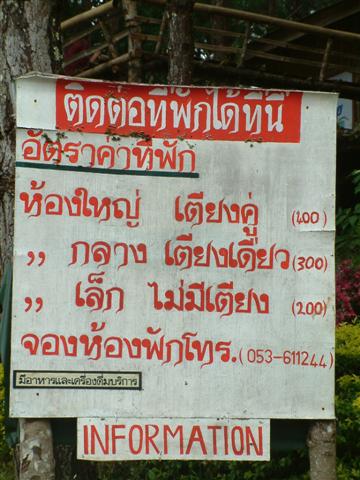 ติดต่อที่พักได้ที่นี่
อัตราค่าที่พัก
ห้องใหญ่ เตียงคู่ (400)
,, กลาง เตียงเดี่ยว (300)
,, เล็ก ไม่มีเตียง (200)
จองห้องพักโทร. (053-611244)
มีอาหารและเครื่องดื่มบริการ
INFORMATION